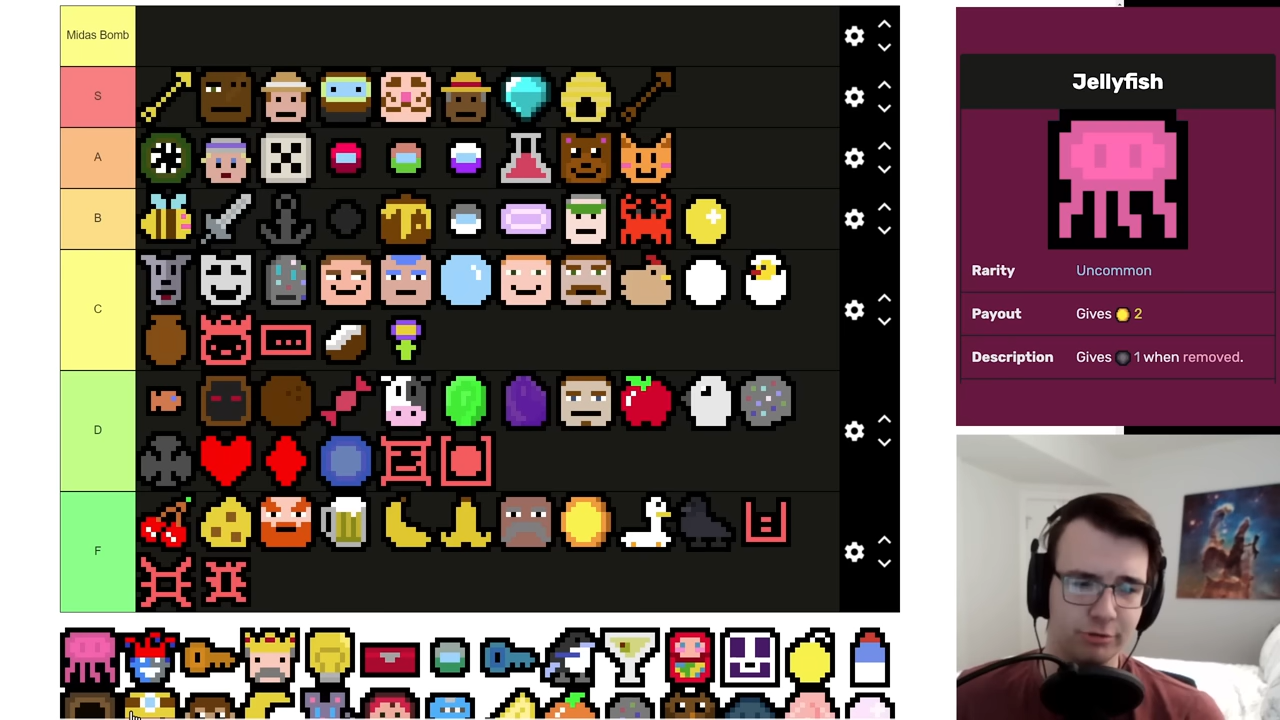 Midas Bomb
S
A
B
C
D
F
Jellyfish
Rarity Uncommon
Payout Gives 2
Description Gives 1 when removed.